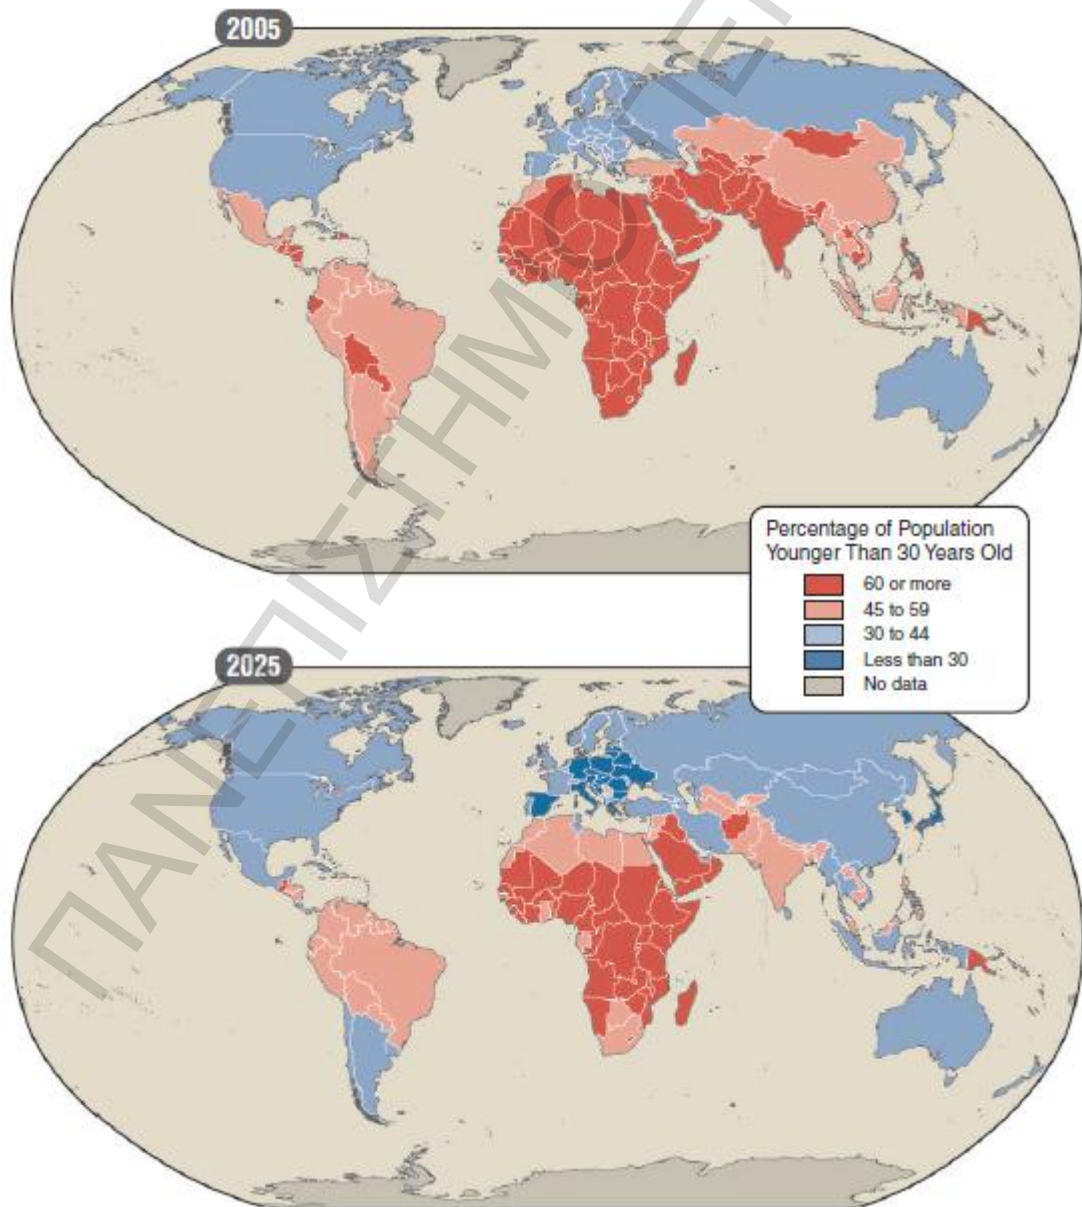 2005
Percentage of Population
Younger Than 30 Years Old
60 or more
45 to 59
30 to 44
Less than 30
No data
2025